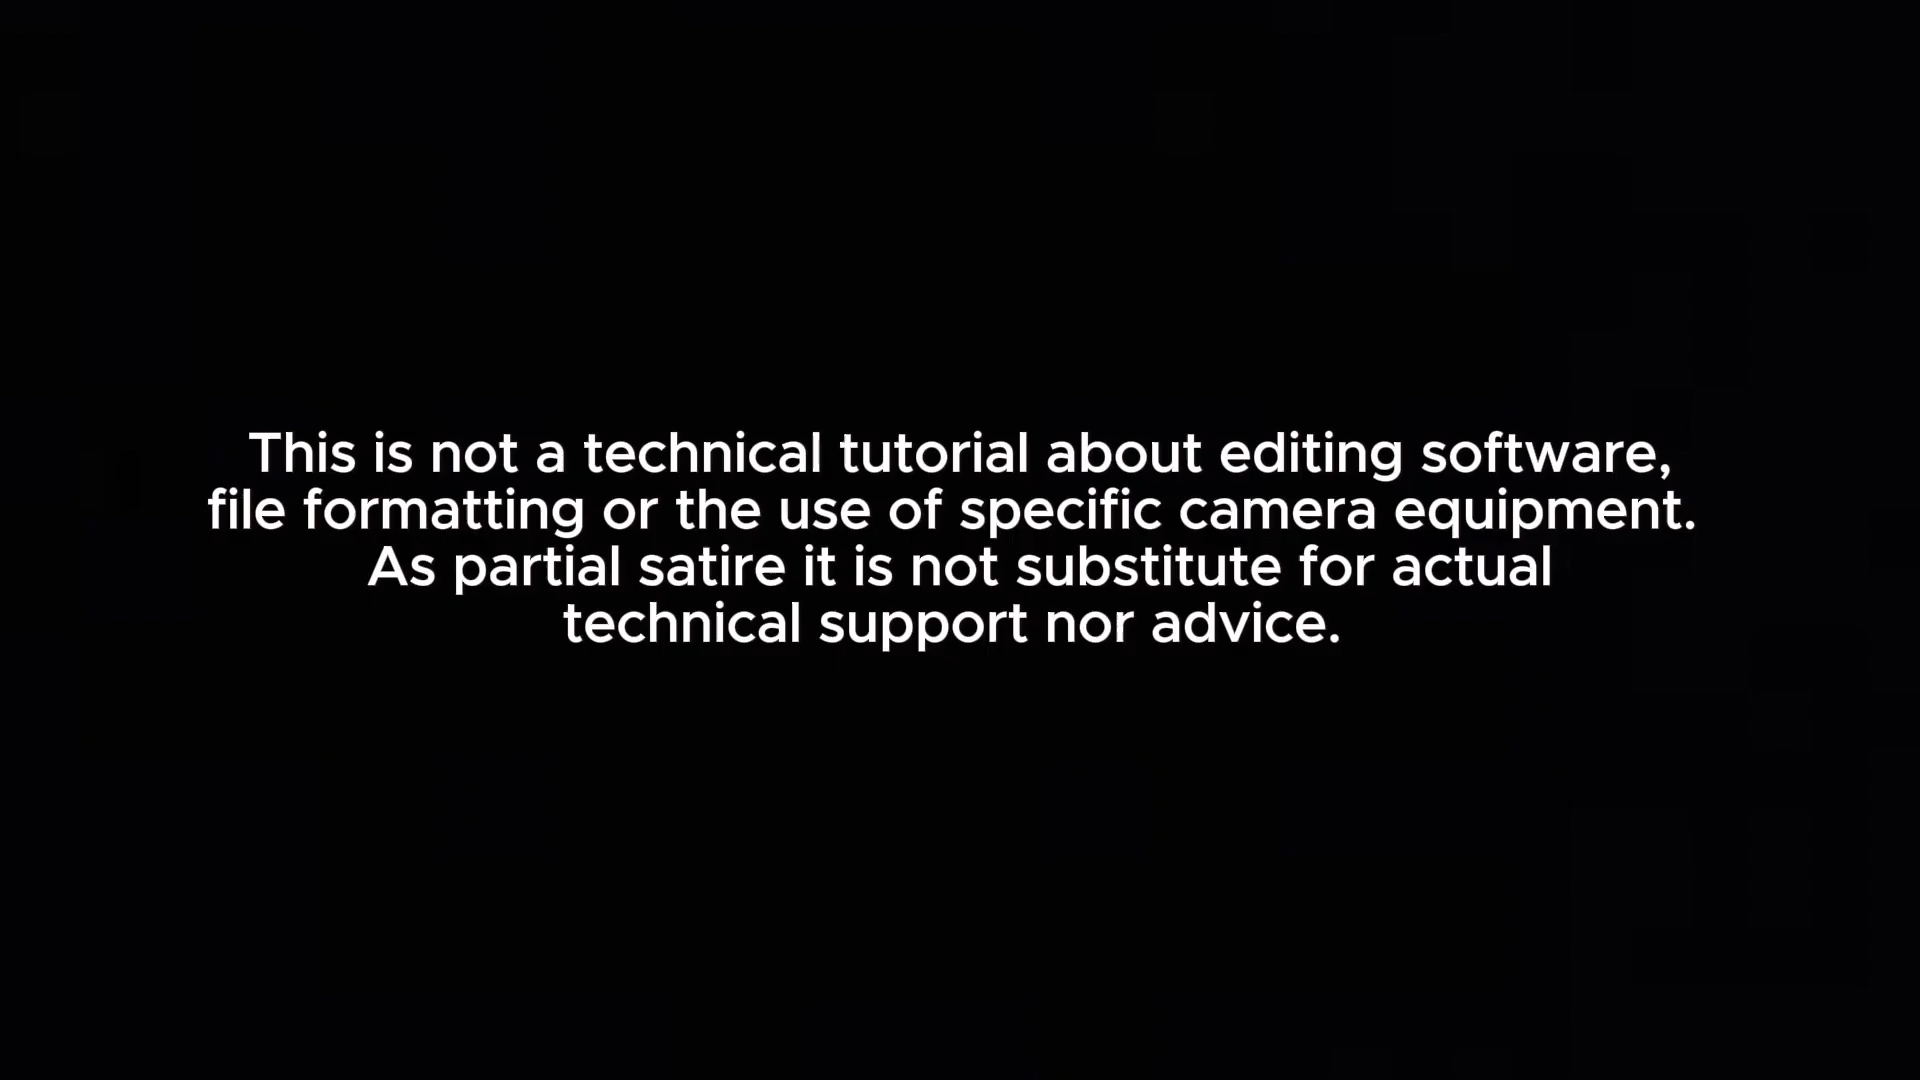 This is not a technical tutorial about editing software,
file formatting or the use of specific camera equipment.
As partial satire it is not substitute for actual
technical support nor advice.